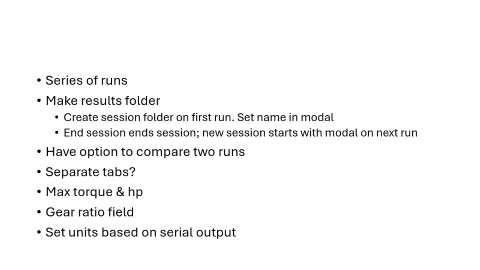 • Series of runs
• Make results folder
• Create session folder on first run. Set name in modal
• End session ends session; new session starts with modal on next run
• Have option to compare two runs
• Separate tabs?
• Max torque & hp
• Gear ratio field
• Set units based on serial output